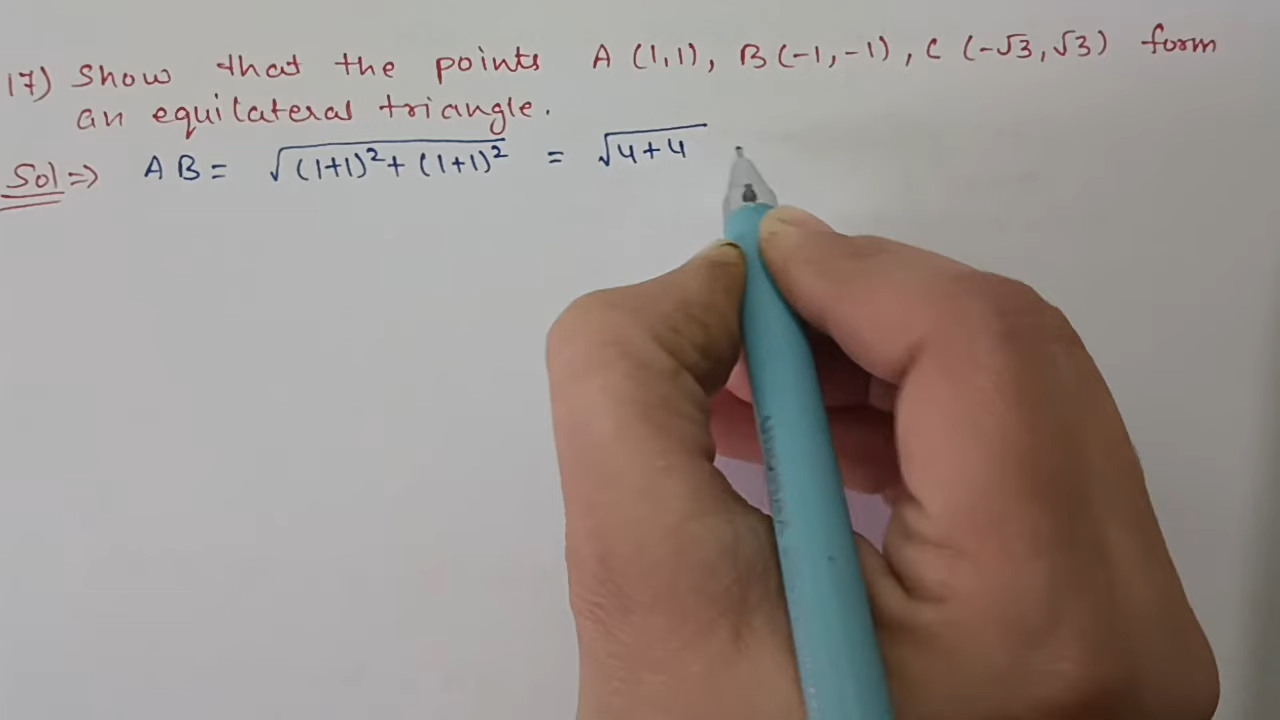 17) Show that the points A (1,1), B (-1,-1), C (-√3, √3) form
an equilateral triangle.
Sol => AB = √(1+1)² + (1+1)² = √4+4